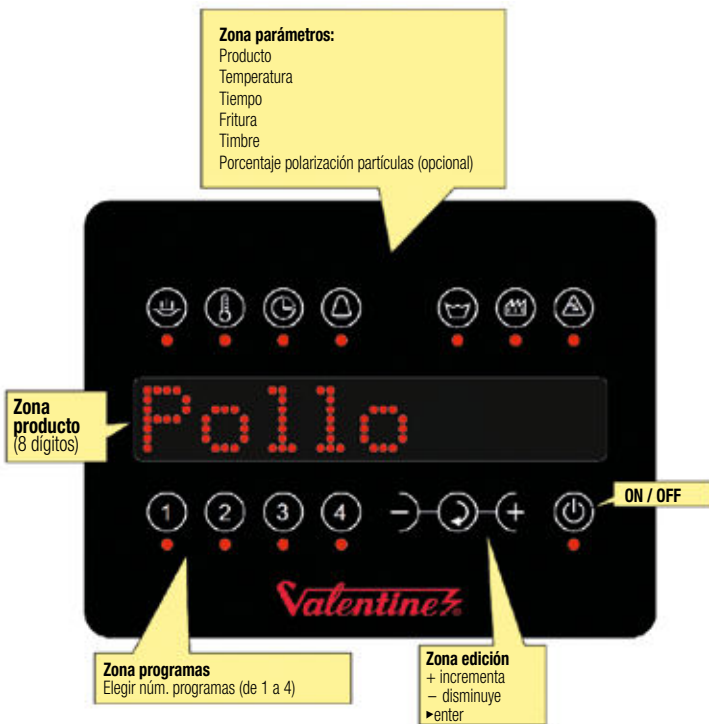 Zona parámetros:
Producto
Temperatura
Tiempo
Fritura
Timbre
Porcentaje polarización partículas (opcional)
Zona
producto
(8 dígitos)
Pollo
ON / OFF
1 2 3 4 − +
Valentine
Zona programas
Elegir núm. programas (de 1 a 4)
Zona edición
+ incrementa
− disminuye
▸enter